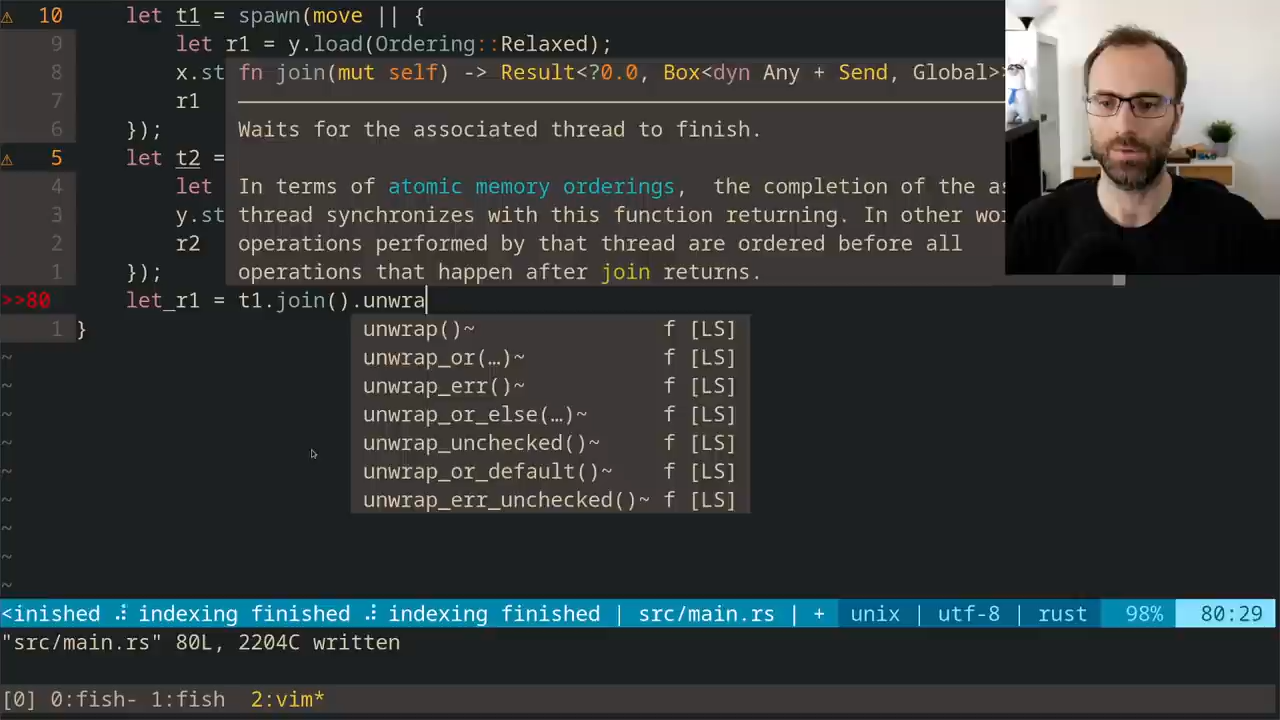 ⚠ 10 let t1 = spawn(move || {
9 let r1 = y.load(Ordering::Relaxed);
8 x.st fn join(mut self) -> Result<?0.0, Box<dyn Any + Send, Global>>
7 r1
6 }); Waits for the associated thread to finish.
⚠ 5 let t2 =
4 let In terms of atomic memory orderings, the completion of the as
3 y.st thread synchronizes with this function returning. In other wo
2 r2 operations performed by that thread are ordered before all
1 }); operations that happen after join returns.
>>80 let_r1 = t1.join().unwra
1 } unwrap()~ f [LS]
~ unwrap_or(…)~ f [LS]
~ unwrap_err()~ f [LS]
~ unwrap_or_else(…)~ f [LS]
~ unwrap_unchecked()~ f [LS]
~ unwrap_or_default()~ f [LS]
~ unwrap_err_unchecked()~ f [LS]
~
~
~
<inished ⠼ indexing finished ⠼ indexing finished | src/main.rs | + unix | utf-8 | rust 98% 80:29
"src/main.rs" 80L, 2204C written
[0] 0:fish- 1:fish 2:vim*